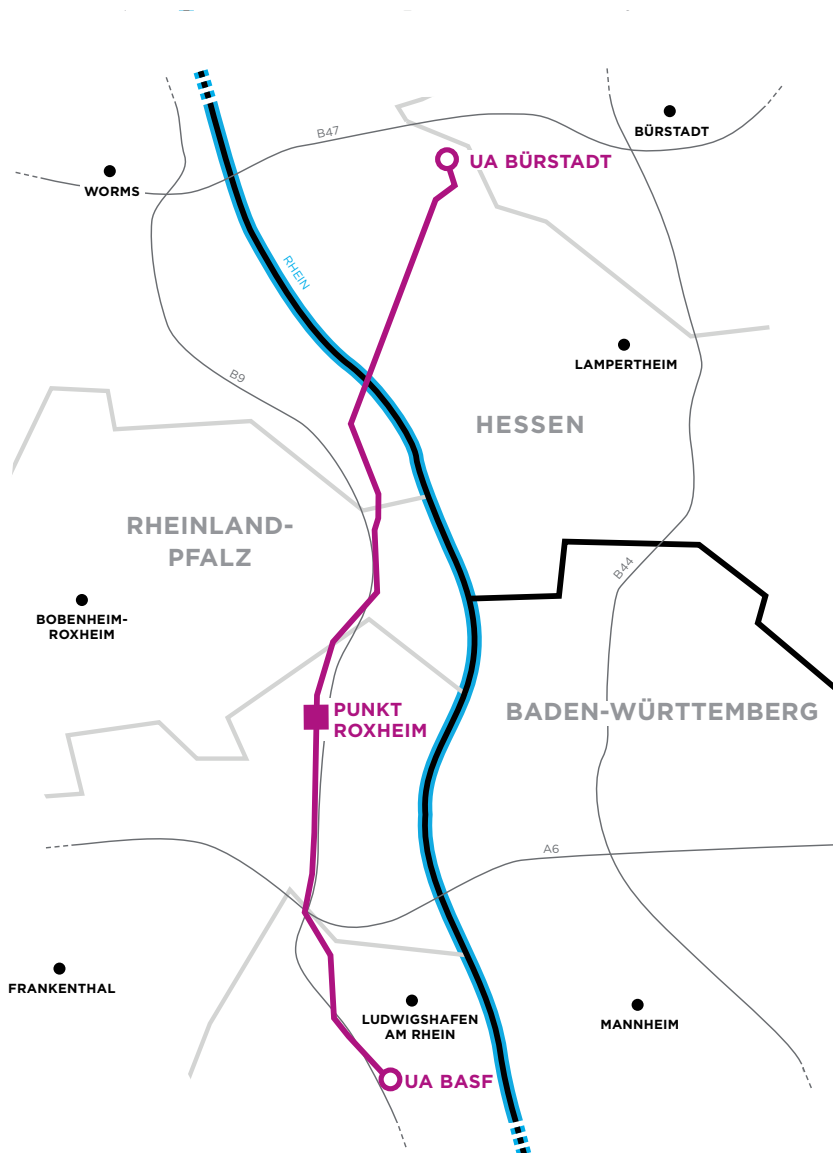 BÜRSTADT
B47
UA BÜRSTADT
WORMS
RHEIN
LAMPERTHEIM
B9
HESSEN
RHEINLAND-
PFALZ
B44
BOBENHEIM-
ROXHEIM
PUNKT
ROXHEIM
BADEN-WÜRTTEMBERG
A6
FRANKENTHAL
LUDWIGSHAFEN
AM RHEIN
MANNHEIM
UA BASF